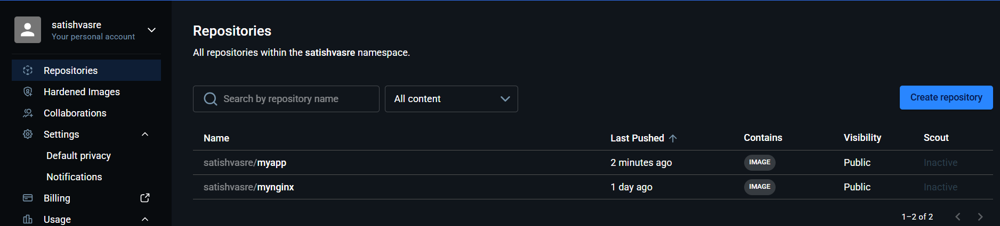 satishvasre
Your personal account
Repositories
Hardened Images
Collaborations
Settings
Default privacy
Notifications
Billing
Usage
Repositories
All repositories within the satishvasre namespace.
Search by repository name
All content
Create repository
Name Last Pushed Contains Visibility Scout
satishvasre/myapp 2 minutes ago IMAGE Public Inactive
satishvasre/mynginx 1 day ago IMAGE Public Inactive
1–2 of 2